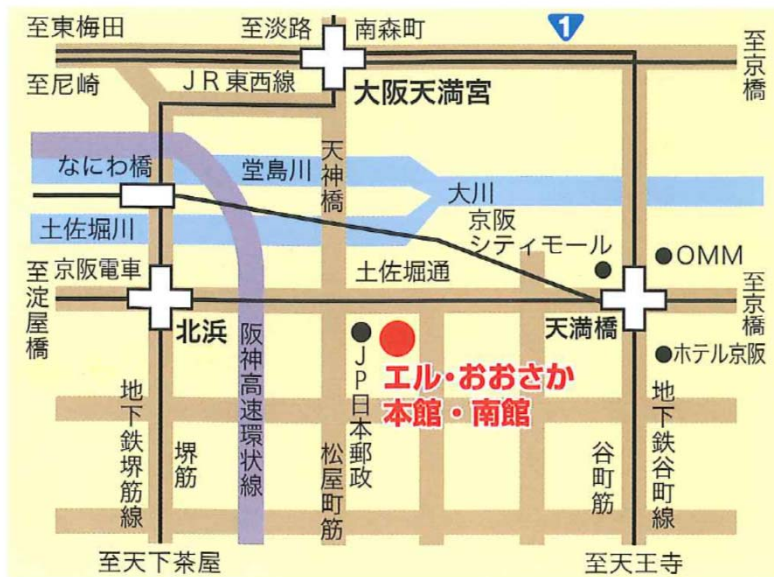 至東梅田
至淡路
南森町
1
至京橋
至尼崎
JR東西線
大阪天満宮
天神橋
なにわ橋
堂島川
大川
土佐堀川
京阪
シティモール
OMM
至淀屋橋
京阪電車
土佐堀通
至京橋
北浜
天満橋
ホテル京阪
JP日本郵政
エル・おおさか
本館・南館
地下鉄堺筋線
堺筋
阪神高速環状線
松屋町筋
谷町筋
地下鉄谷町線
至天下茶屋
至天王寺